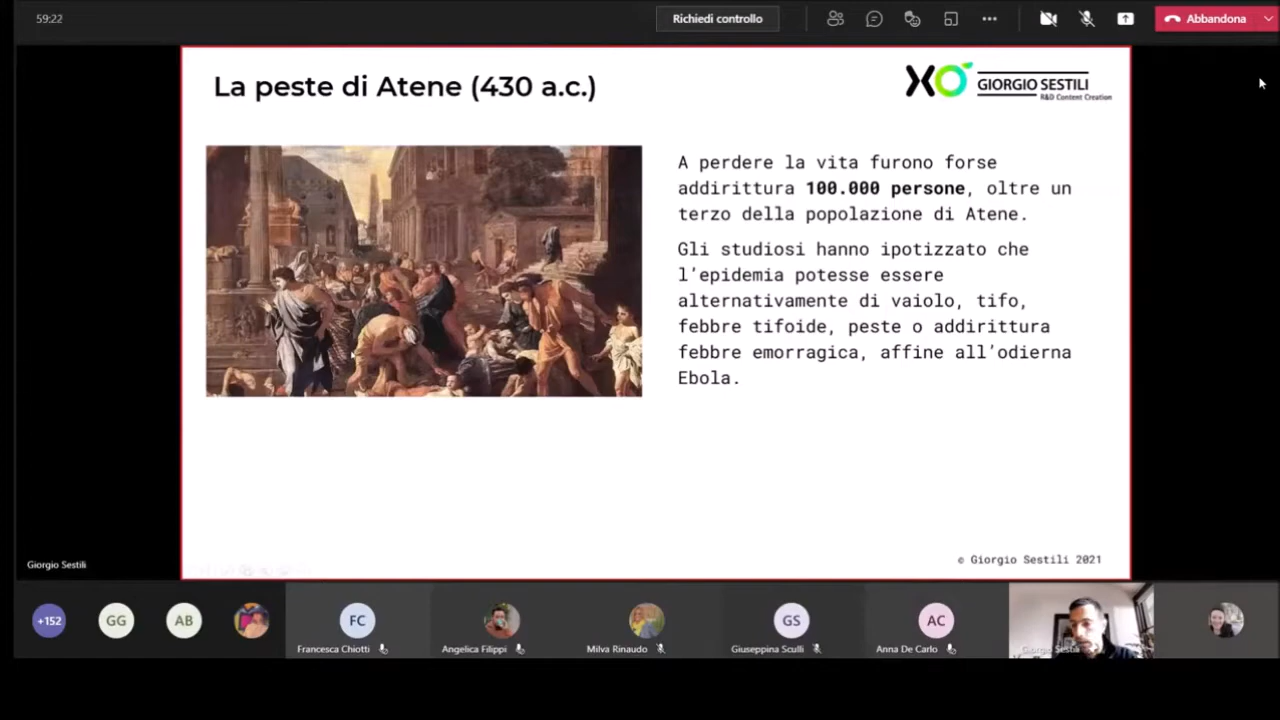 59:22
Richiedi controllo
Abbandona
La peste di Atene (430 a.c.)
XO
GIORGIO SESTILI
R&D Content Creation
A perdere la vita furono forse
addirittura 100.000 persone, oltre un
terzo della popolazione di Atene.
Gli studiosi hanno ipotizzato che
l’epidemia potesse essere
alternativamente di vaiolo, tifo,
febbre tifoide, peste o addirittura
febbre emorragica, affine all’odierna
Ebola.
© Giorgio Sestili 2021
Giorgio Sestili
+152
GG
AB
FC
Francesca Chiotti
Angelica Filippi
Milva Rinaudo
GS
Giuseppina Sculli
AC
Anna De Carlo
Giorgio Sestili